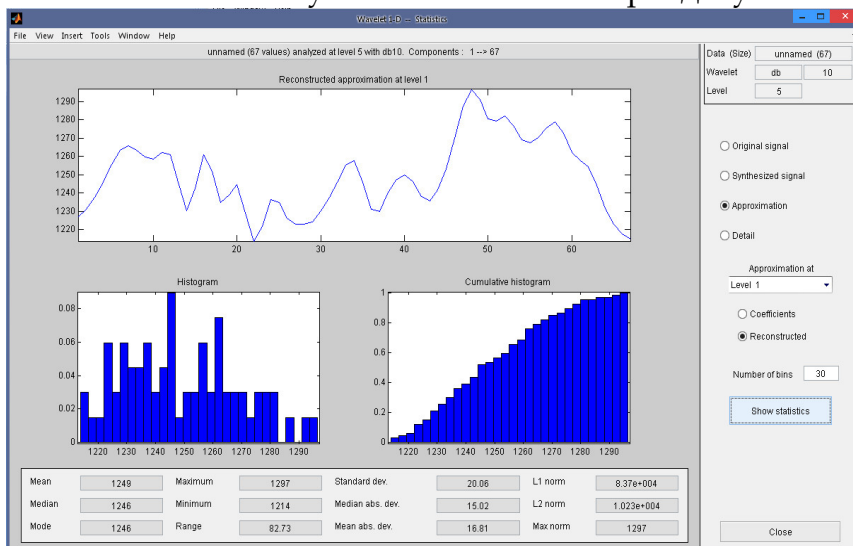 Wavelet 1-D -- Statistics
File View Insert Tools Window Help
unnamed (67 values) analyzed at level 5 with db10. Components : 1 --> 67
Data (Size) unnamed (67)
Wavelet db 10
Level 5
Reconstructed approximation at level 1
1290
1280
1270
1260
1250
1240
1230
1220
10 20 30 40 50 60
Original signal
Synthesized signal
Approximation
Detail
Approximation at
Level 1
Coefficients
Reconstructed
Number of bins 30
Show statistics
Histogram
0.08
0.06
0.04
0.02
0
1220 1230 1240 1250 1260 1270 1280 1290
Cumulative histogram
1
0.8
0.6
0.4
0.2
0
1220 1230 1240 1250 1260 1270 1280 1290
Mean 1249 Maximum 1297 Standard dev. 20.06 L1 norm 8.37e+004
Median 1246 Minimum 1214 Median abs. dev. 15.02 L2 norm 1.023e+004
Mode 1246 Range 82.73 Mean abs. dev. 16.81 Max norm 1297
Close